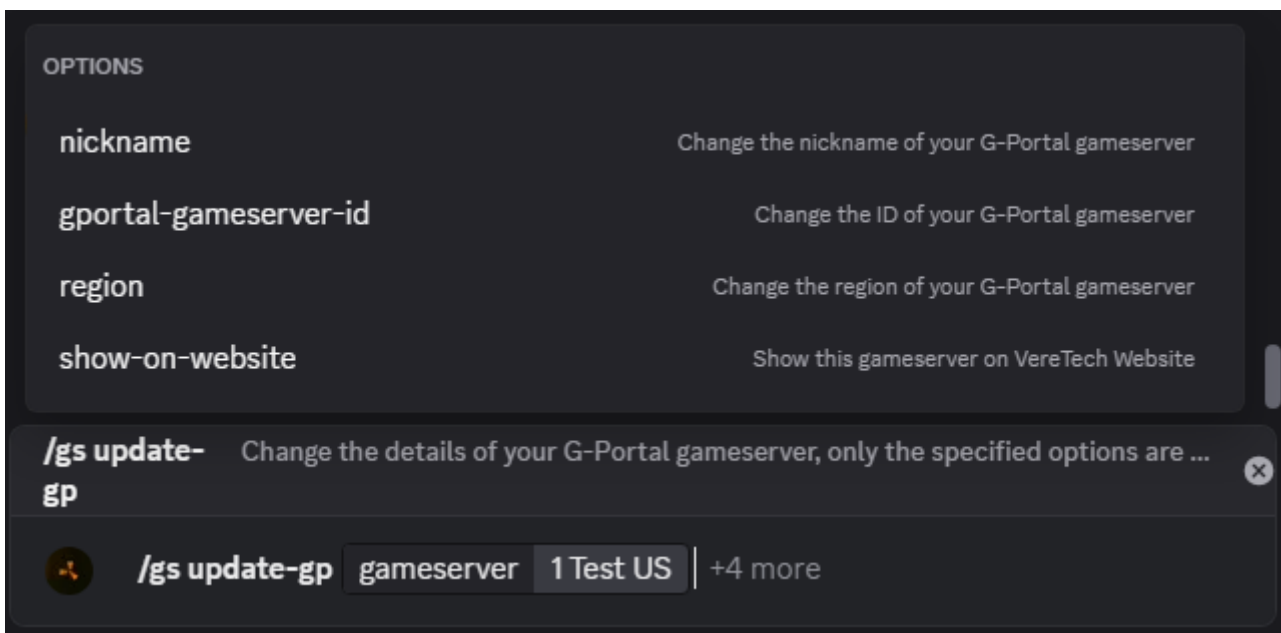 OPTIONS
nickname Change the nickname of your G-Portal gameserver
gportal-gameserver-id Change the ID of your G-Portal gameserver
region Change the region of your G-Portal gameserver
show-on-website Show this gameserver on VereTech Website
/gs update- Change the details of your G-Portal gameserver, only the specified options are ...
gp
/gs update-gp gameserver 1 Test US +4 more